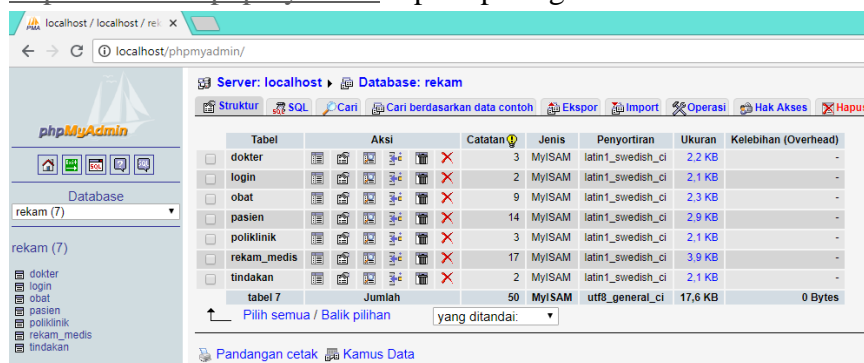 localhost / localhost / rek
localhost/phpmyadmin/
phpMyAdmin
Database
rekam (7)
rekam (7)
dokter
login
obat
pasien
poliklinik
rekam_medis
tindakan
Server: localhost ▸ Database: rekam
Struktur SQL Cari Cari berdasarkan data contoh Ekspor Import Operasi Hak Akses Hapus
Tabel Aksi Catatan Jenis Penyortiran Ukuran Kelebihan (Overhead)
dokter 3 MyISAM latin1_swedish_ci 2,2 KB -
login 2 MyISAM latin1_swedish_ci 2,1 KB -
obat 9 MyISAM latin1_swedish_ci 2,3 KB -
pasien 14 MyISAM latin1_swedish_ci 2,9 KB -
poliklinik 3 MyISAM latin1_swedish_ci 2,1 KB -
rekam_medis 17 MyISAM latin1_swedish_ci 3,9 KB -
tindakan 2 MyISAM latin1_swedish_ci 2,1 KB -
tabel 7 Jumlah 50 MyISAM utf8_general_ci 17,6 KB 0 Bytes
Pilih semua / Balik pilihan yang ditandai:
Pandangan cetak Kamus Data